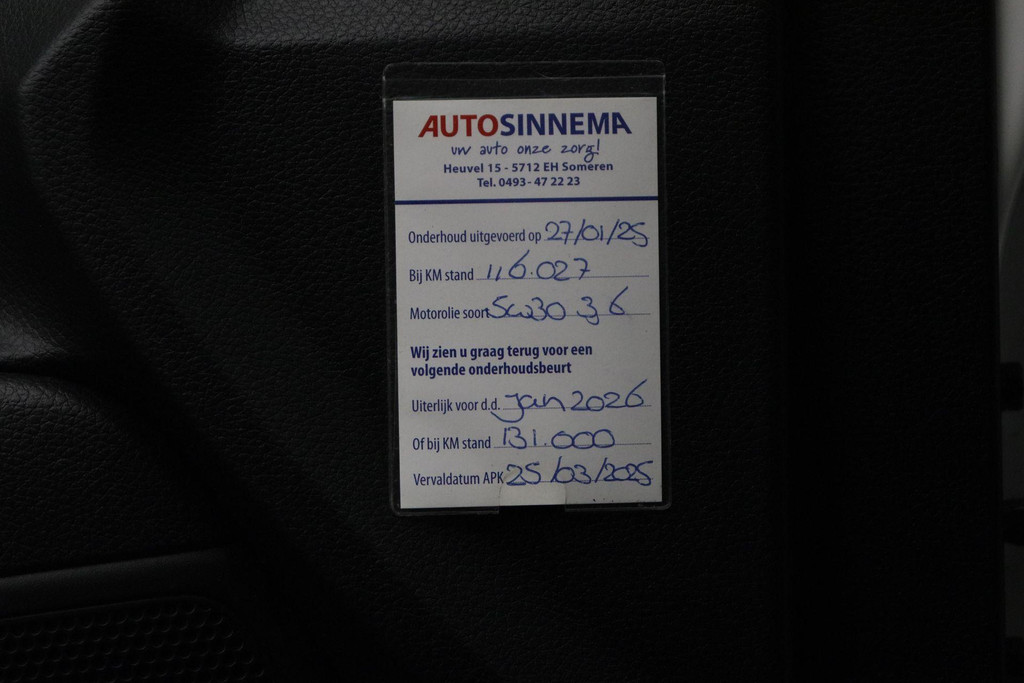 AUTOSINNEMA
uw auto onze zorg!
Heuvel 15 - 5712 EH Someren
Tel. 0493 - 47 22 23
Onderhoud uitgevoerd op 27/01/25
Bij KM stand 116.027
Motorolie soort 5w30 3,6
Wij zien u graag terug voor een
volgende onderhoudsbeurt
Uiterlijk voor d.d. Jan 2026
Of bij KM stand 131.000
Vervaldatum APK 25/03/2025